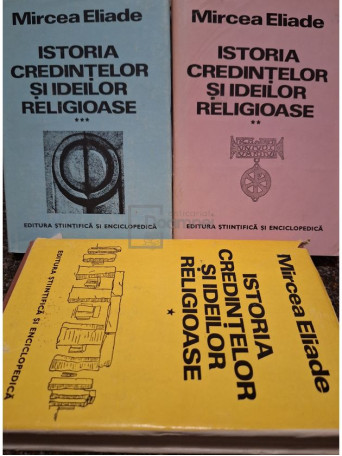 Mircea Eliade
ISTORIA
CREDINȚELOR
ȘI IDEILOR
RELIGIOASE
***
EDITURA ȘTIINȚIFICĂ ȘI ENCICLOPEDICĂ
Mircea Eliade
ISTORIA
CREDINȚELOR
ȘI IDEILOR
RELIGIOASE
**
EDITURA ȘTIINȚIFICĂ ȘI ENCICLOPEDICĂ
Mircea Eliade
ISTORIA
CREDINȚELOR
ȘI IDEILOR
RELIGIOASE
*
EDITURA ȘTIINȚIFICĂ ȘI ENCICLOPEDICĂ